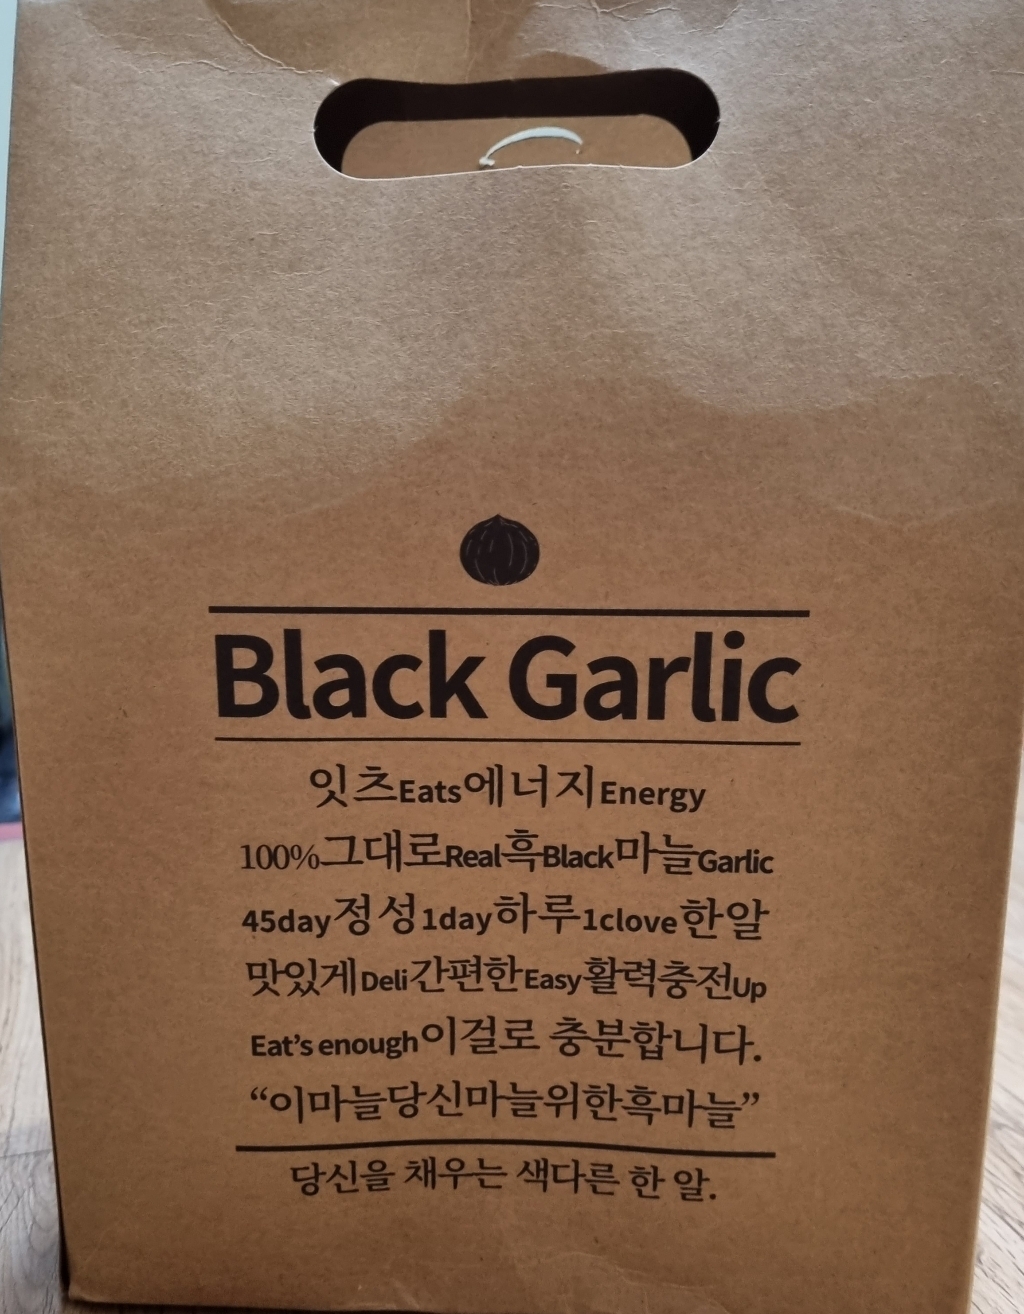 Black Garlic
잇츠Eats에너지Energy
100%그대로Real흑Black마늘Garlic
45day정성1day하루1clove한알
맛있게Deli간편한Easy활력충전Up
Eat's enough이걸로 충분합니다.
“이마늘당신마늘위한흑마늘”
당신을 채우는 색다른 한 알.